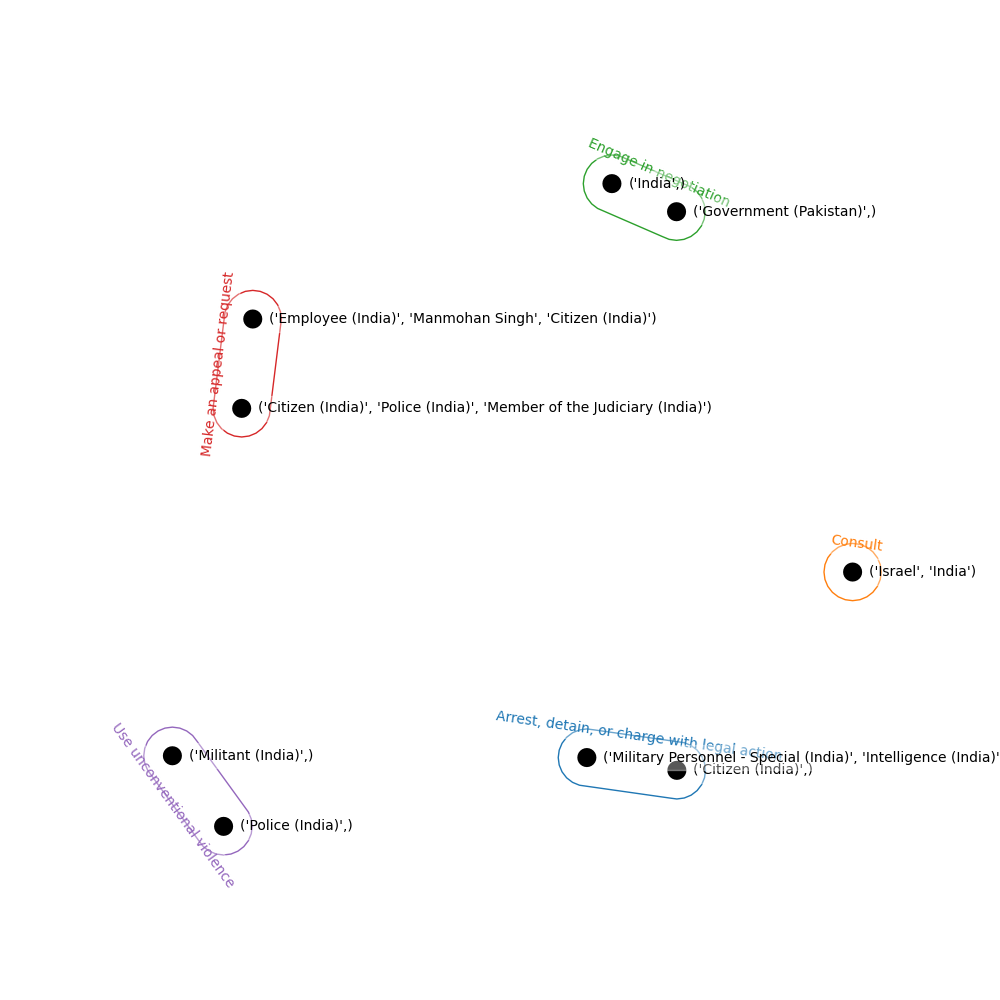 Engage in negotiation
('India',)
('Government (Pakistan)',)
Make an appeal or request
('Employee (India)', 'Manmohan Singh', 'Citizen (India)')
('Citizen (India)', 'Police (India)', 'Member of the Judiciary (India)')
Consult
('Israel', 'India')
Use unconventional violence
('Militant (India)',)
('Police (India)',)
Arrest, detain, or charge with legal action
('Military Personnel - Special (India)', 'Intelligence (India)'
('Citizen (India)',)